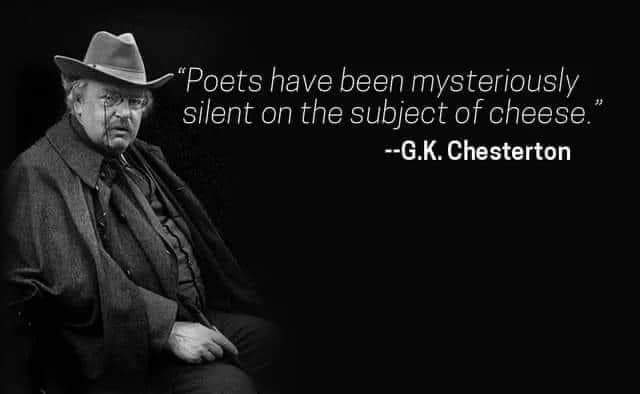 “Poets have been mysteriously
silent on the subject of cheese.”
--G.K. Chesterton